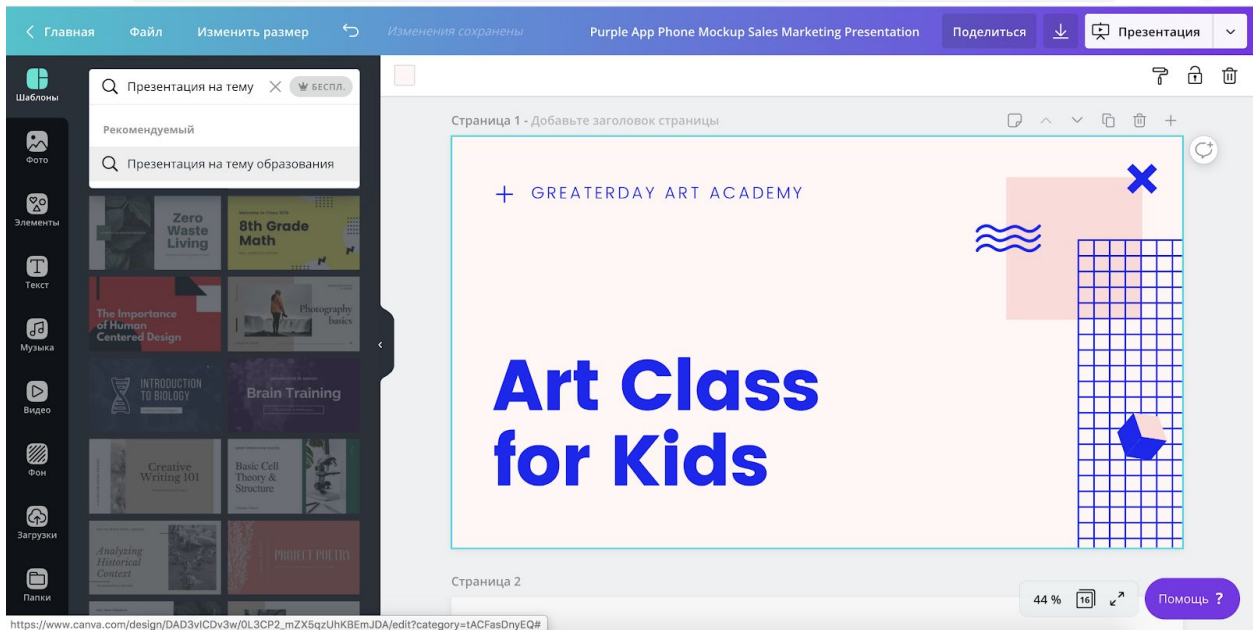 Главная
Файл
Изменить размер
Изменения сохранены
Purple App Phone Mockup Sales Marketing Presentation
Поделиться
Презентация
Шаблоны
Фото
Элементы
Текст
Музыка
Видео
Фон
Загрузки
Папки
Презентация на тему
БЕСПЛ.
Рекомендуемый
Презентация на тему образования
Zero
Waste
Living
8th Grade
Math
The Importance
of Human
Centered Design
Photography
basics
INTRODUCTION
TO BIOLOGY
Brain Training
Creative
Writing 101
Basic Cell
Theory &
Structure
Analyzing
Historical
Context
PROJECT POETRY
Страница 1 - Добавьте заголовок страницы
GREATERDAY ART ACADEMY
Art Class
for Kids
Страница 2
44 %
16
Помощь ?
https://www.canva.com/design/DAD3vICDv3w/0L3CP2_mZX5qzUhKBEmJDA/edit?category=tACFasDnyEQ#